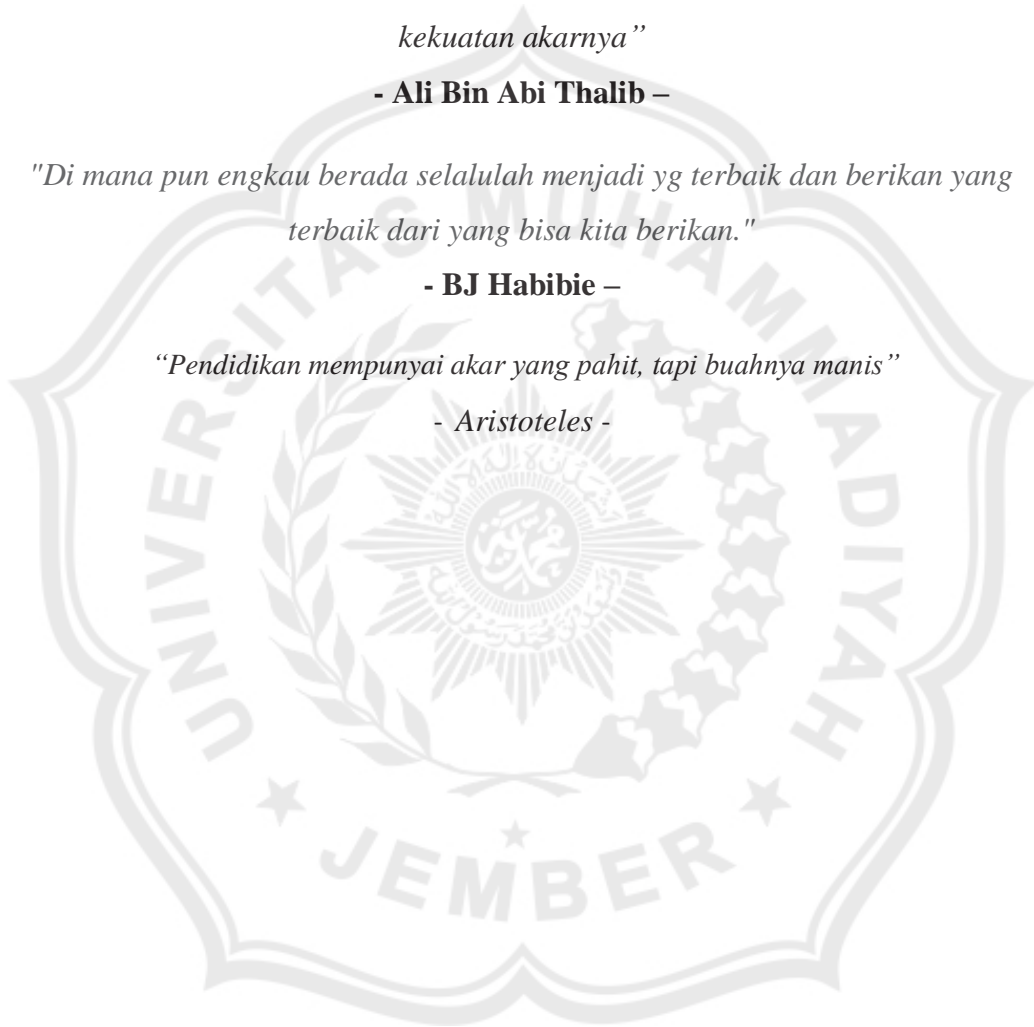 kekuatan akarnya”
- Ali Bin Abi Thalib –
"Di mana pun engkau berada selalulah menjadi yg terbaik dan berikan yang
terbaik dari yang bisa kita berikan."
- BJ Habibie –
“Pendidikan mempunyai akar yang pahit, tapi buahnya manis”
- Aristoteles -
UNIVERSITAS MUHAMMADIYAH
JEMBER